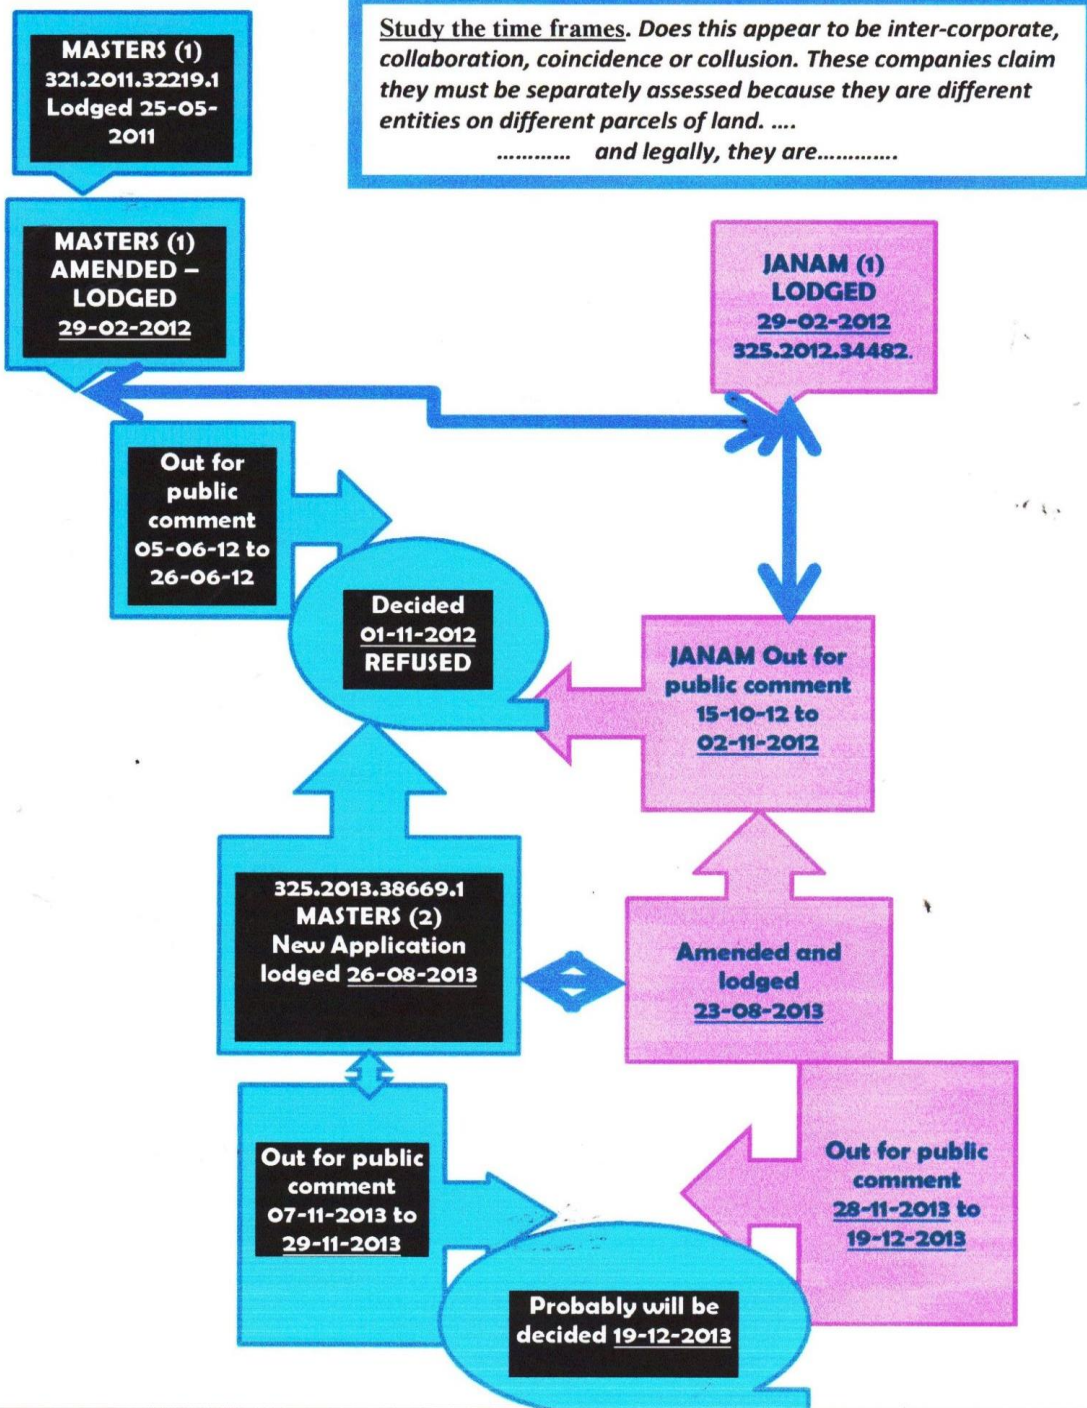 MASTERS (1)
321.2011.32219.1
Lodged 25-05-
2011
Study the time frames. Does this appear to be inter-corporate,
collaboration, coincidence or collusion. These companies claim
they must be separately assessed because they are different
entities on different parcels of land. ....
............ and legally, they are.............
MASTERS (1)
AMENDED –
LODGED
29-02-2012
JANAM (1)
LODGED
29-02-2012
325.2012.34482.
Out for
public
comment
05-06-12 to
26-06-12
Decided
01-11-2012
REFUSED
JANAM Out for
public comment
15-10-12 to
02-11-2012
325.2013.38669.1
MASTERS (2)
New Application
lodged 26-08-2013
Amended and
lodged
23-08-2013
Out for public
comment
07-11-2013 to
29-11-2013
Out for public
comment
28-11-2013 to
19-12-2013
Probably will be
decided 19-12-2013